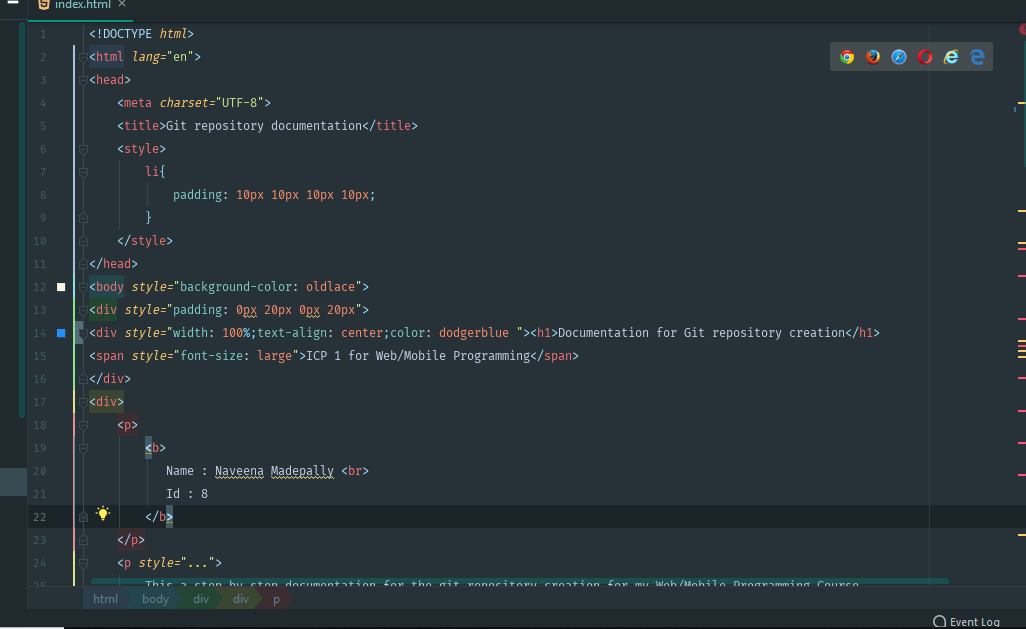 index.html
1 <!DOCTYPE html>
2 <html lang="en">
3 <head>
4 <meta charset="UTF-8">
5 <title>Git repository documentation</title>
6 <style>
7 li{
8 padding: 10px 10px 10px 10px;
9 }
10 </style>
11 </head>
12 <body style="background-color: oldlace">
13 <div style="padding: 0px 20px 0px 20px">
14 <div style="width: 100%;text-align: center;color: dodgerblue "><h1>Documentation for Git repository creation</h1>
15 <span style="font-size: large">ICP 1 for Web/Mobile Programming</span>
16 </div>
17 <div>
18 <p>
19 <b>
20 Name : Naveena Madepally <br>
21 Id : 8
22 </b>
23 </p>
24 <p style="...">
25 This a step by step documentation for the git repository creation for my Web/Mobile Programming Course
html body div div p
Event Log